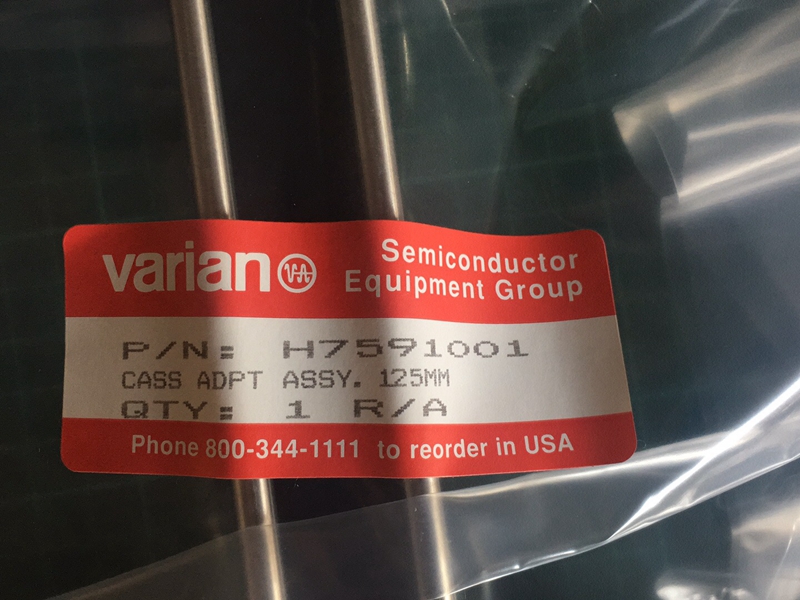 varian
Semiconductor
Equipment Group
P/N: H7591001
CASS ADPT ASSY. 125MM
QTY: 1 R/A
Phone 800-344-1111 to reorder in USA